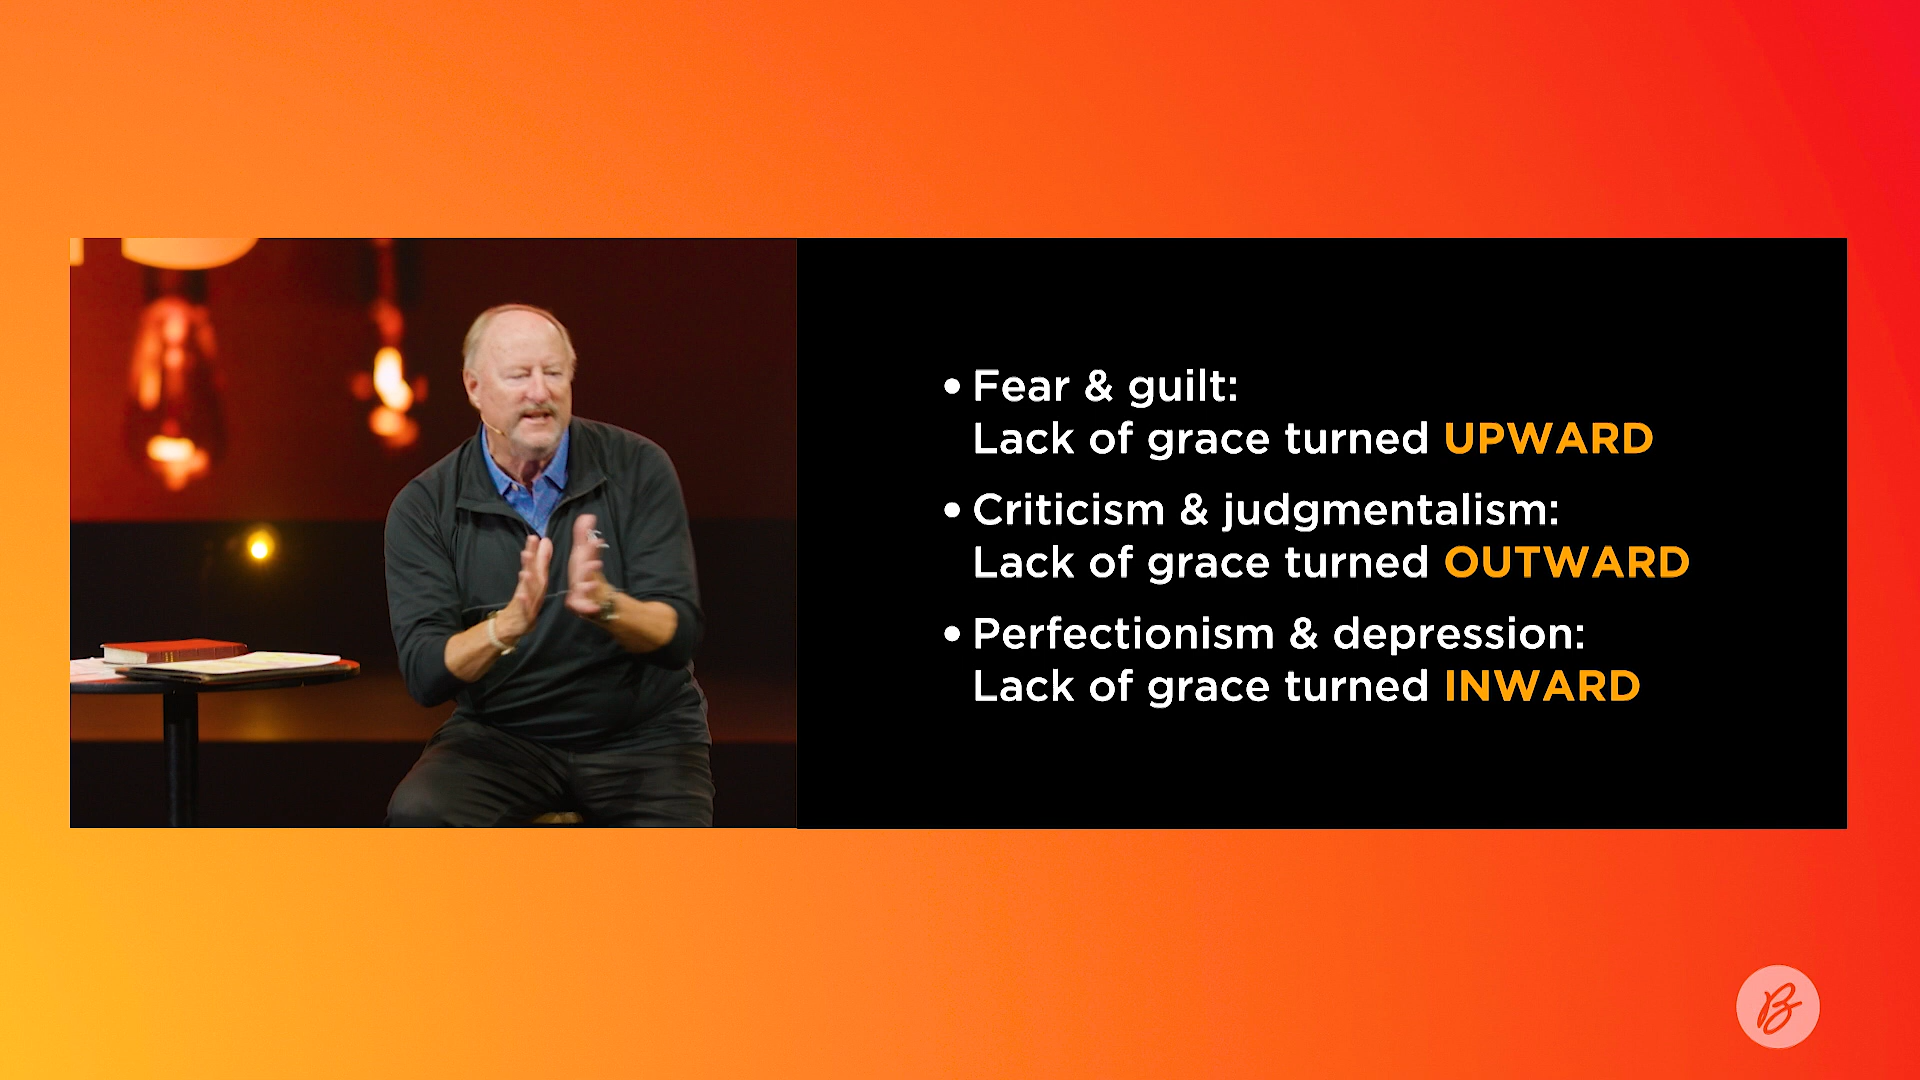 • Fear & guilt:
Lack of grace turned UPWARD
• Criticism & judgmentalism:
Lack of grace turned OUTWARD
• Perfectionism & depression:
Lack of grace turned INWARD
B